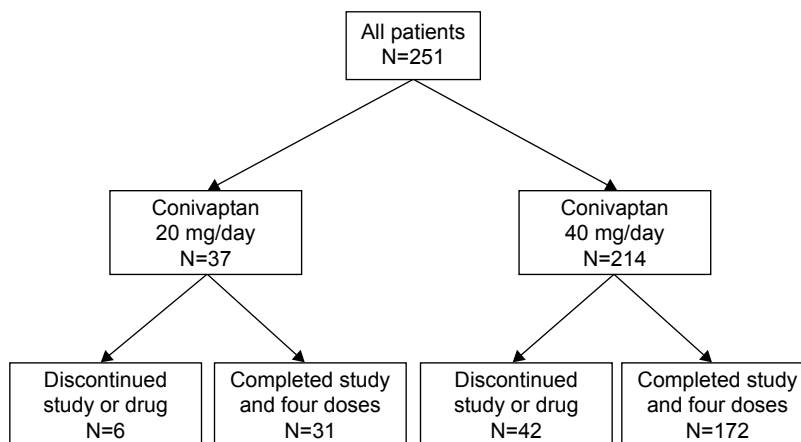 All patients
N=251
Conivaptan
20 mg/day
N=37
Conivaptan
40 mg/day
N=214
Discontinued
study or drug
N=6
Completed study
and four doses
N=31
Discontinued
study or drug
N=42
Completed study
and four doses
N=172